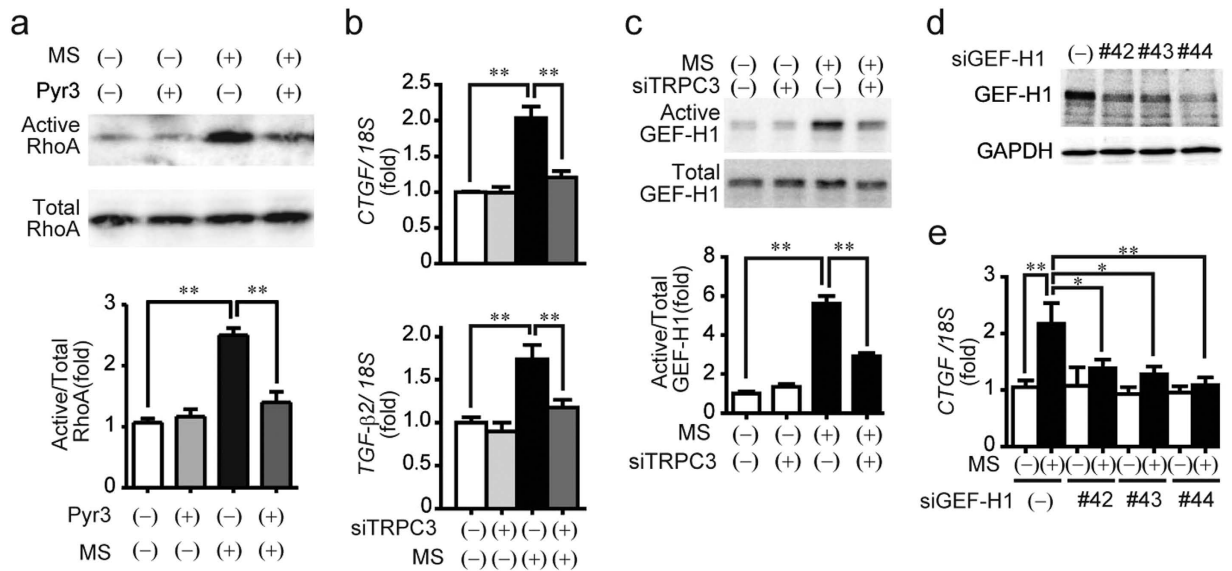 a
MS (−) (−) (+) (+)
Pyr3 (−) (+) (−) (+)
Active
RhoA
Total
RhoA
** **
3
2
1
0
Active/Total
RhoA(fold)
Pyr3 (−) (+) (−) (+)
MS (−) (−) (+) (+)
b
** **
2.5
2.0
1.5
1.0
0.5
0
CTGF/18S
(fold)
** **
2.0
1.5
1.0
0.5
0
TGF-β2/18S
(fold)
siTRPC3 (−) (+) (−) (+)
MS (−) (−) (+) (+)
c
MS (−) (−) (+) (+)
siTRPC3 (−) (+) (−) (+)
Active
GEF-H1
Total
GEF-H1
** **
8
6
4
2
0
Active/Total
GEF-H1(fold)
MS (−) (−) (+) (+)
siTRPC3 (−) (+) (−) (+)
d
siGEF-H1 (−) #42 #43 #44
GEF-H1
GAPDH
e
**
** *
*
3
2
1
0
CTGF/18S
(fold)
MS (−) (+) (−) (+) (−) (+) (−) (+)
siGEF-H1 (−) #42 #43 #44